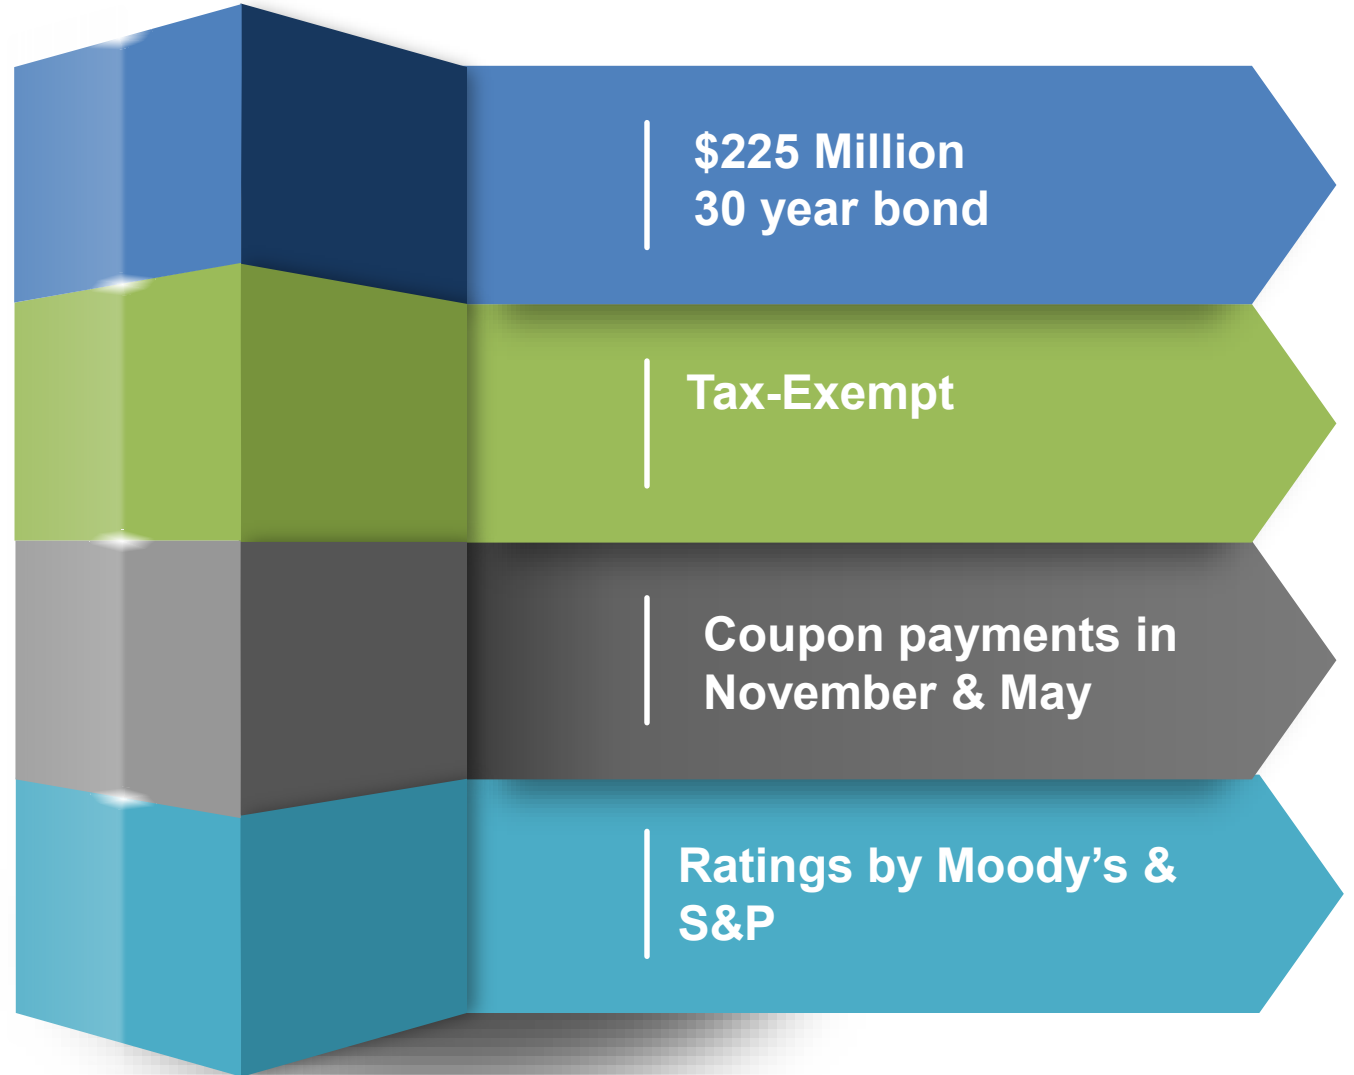 $225 Million
30 year bond
Tax-Exempt
Coupon payments in
November & May
Ratings by Moody’s &
S&P